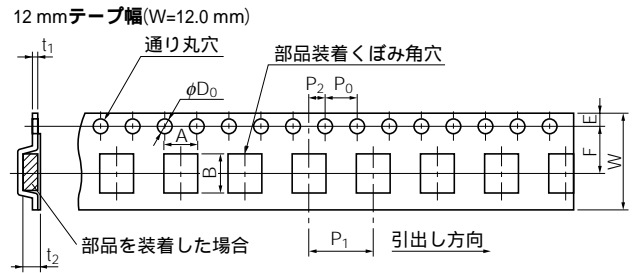 12 mmテープ幅(W=12.0 mm)
t1
通り丸穴
部品装着くぼみ角穴
φD0
P2
P0
A
B
E
F
W
P1
引出し方向
部品を装着した場合
t2